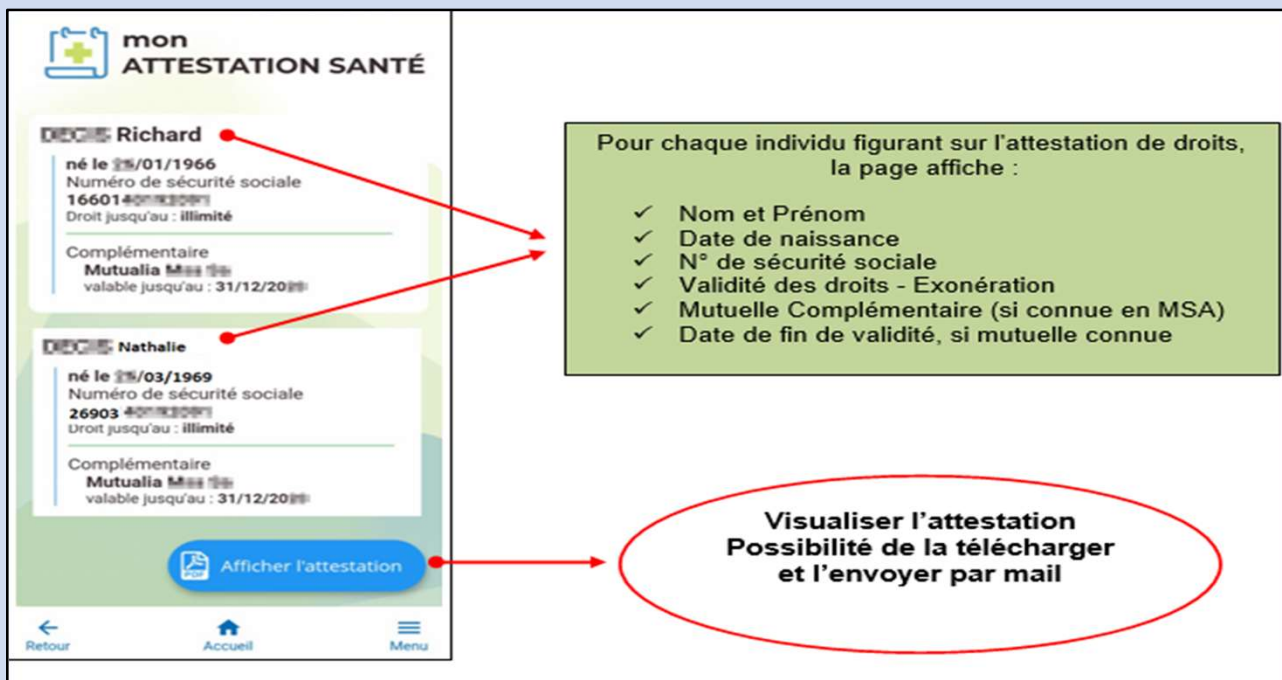 mon
ATTESTATION SANTÉ
Richard
né le /01/1966
Numéro de sécurité sociale
16601
Droit jusqu'au : illimité
Complémentaire
Mutualia
valable jusqu'au : 31/12/20
Nathalie
né le /03/1969
Numéro de sécurité sociale
26903
Droit jusqu'au : illimité
Complémentaire
Mutualia
valable jusqu'au : 31/12/20
PDF
Afficher l'attestation
Retour
Accueil
Menu
Pour chaque individu figurant sur l'attestation de droits,
la page affiche :
✓ Nom et Prénom
✓ Date de naissance
✓ N° de sécurité sociale
✓ Validité des droits - Exonération
✓ Mutuelle Complémentaire (si connue en MSA)
✓ Date de fin de validité, si mutuelle connue
Visualiser l'attestation
Possibilité de la télécharger
et l'envoyer par mail